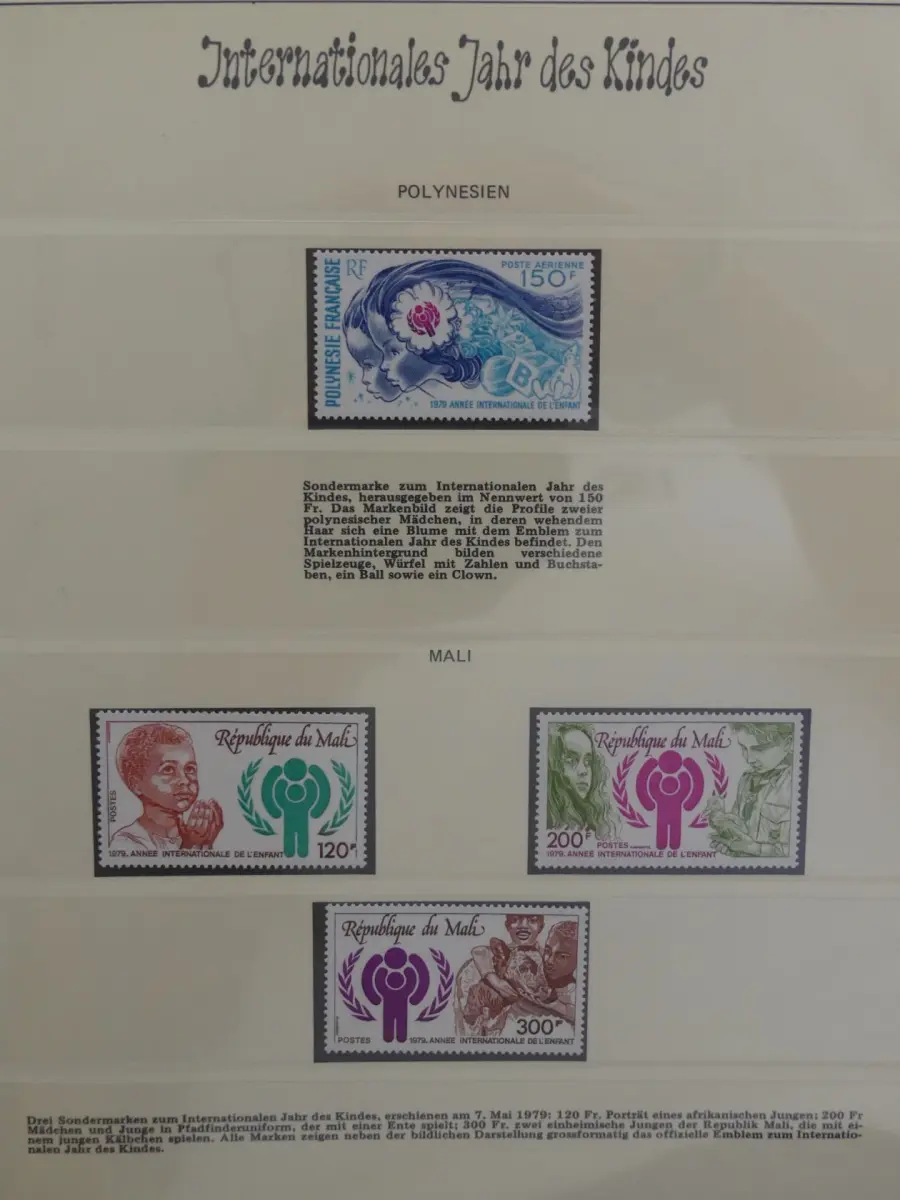 Internationales Jahr des Kindes
POLYNESIEN
POLYNESIE FRANÇAISE
RF
POSTE AERIENNE
150F
B
1979 ANNEE INTERNATIONALE DE L'ENFANT
Sondermarke zum Internationalen Jahr des
Kindes, herausgegeben im Nennwert von 150
Fr. Das Markenbild zeigt die Profile zweier
polynesischer Mädchen, in deren wehendem
Haar sich eine Blume mit dem Emblem zum
Internationalen Jahr des Kindes befindet. Den
Markenhintergrund bilden verschiedene
Spielzeuge, Würfel mit Zahlen und Buchsta-
ben, ein Ball sowie ein Clown.
MALI
République du Mali
POSTES
1979. ANNEE INTERNATIONALE DE L'ENFANT
120F
République du Mali
200F
POSTES
1979. ANNEE INTERNATIONALE DE L'ENFANT
République du Mali
300F
POSTES
1979. ANNEE INTERNATIONALE DE L'ENFANT
Drei Sondermarken zum Internationalen Jahr des Kindes, erschienen am 7. Mai 1979: 120 Fr. Porträt eines afrikanischen Jungen; 200 Fr
Mädchen und Junge in Pfadfinderuniform, der mit einer Ente spielt; 300 Fr. zwei einheimische Jungen der Republik Mali, die mit ei-
nem jungen Kälbchen spielen. Alle Marken zeigen neben der bildlichen Darstellung grossformatig das offizielle Emblem zum Internatio-
nalen Jahr des Kindes.